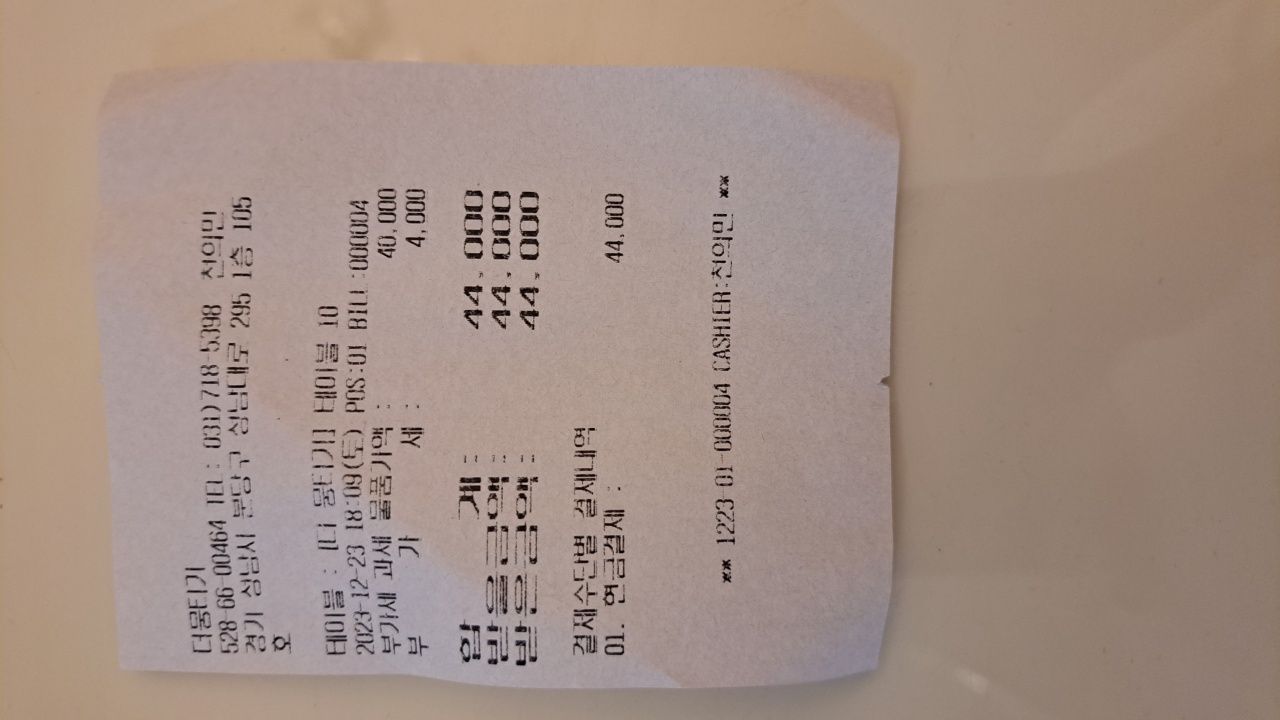 더뭉티기
528-66-00464 TEL: 031)718-5398 천의민
경기 성남시 분당구 성남대로 295 1층 105
호
테이블 : [더 뭉티기] 테이블 10
2023-12-23 18:09(토) POS:01 BILL:000004
부가세 과세 물품가액 : 40,000
부 가 세 : 4,000
합 계 : 44,000
받을금액 : 44,000
받은금액 : 44,000
결제수단별 결제내역
01. 현금결제 : 44,000
** 1223-01-000004 CASHIER:천의민 **